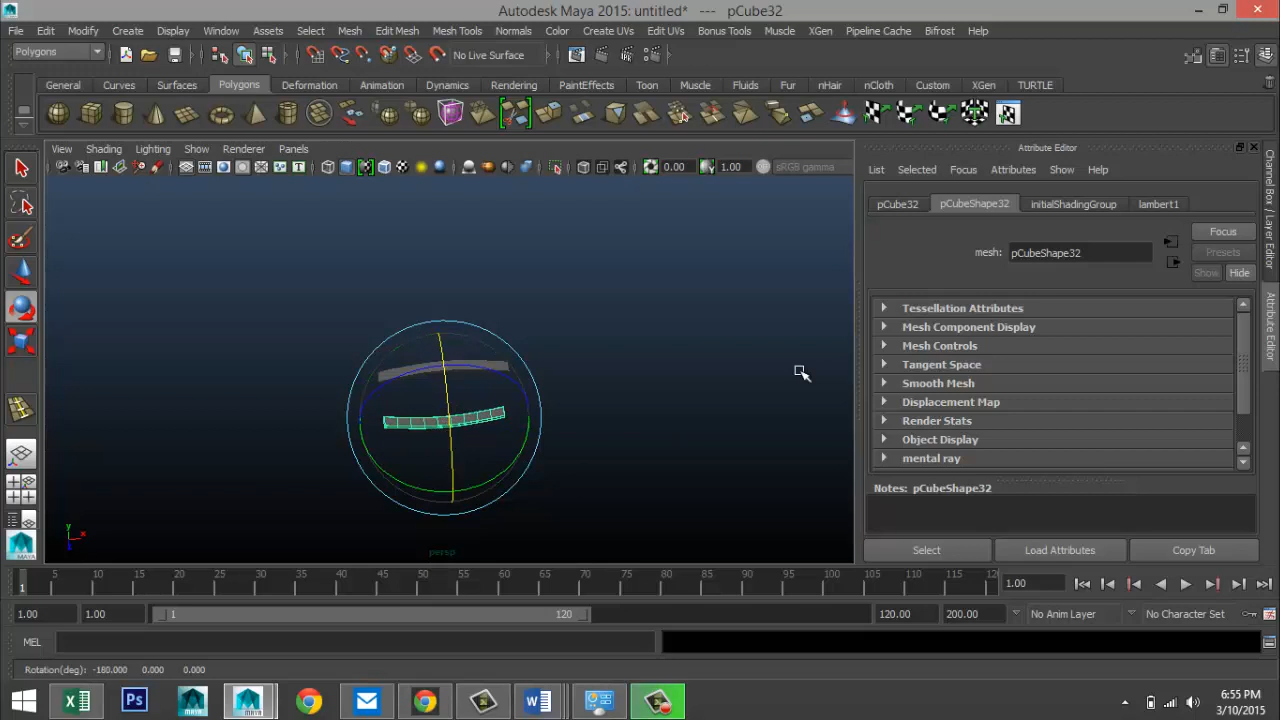 Autodesk Maya 2015: untitled* --- pCube32
File Edit Modify Create Display Window Assets Select Mesh Edit Mesh Mesh Tools Normals Color Create UVs Edit UVs Bonus Tools Muscle XGen Pipeline Cache Bifrost Help
Polygons No Live Surface
General Curves Surfaces Polygons Deformation Animation Dynamics Rendering PaintEffects Toon Muscle Fluids Fur nHair nCloth Custom XGen TURTLE
View Shading Lighting Show Renderer Panels
0.00 1.00 sRGB gamma
Attribute Editor
List Selected Focus Attributes Show Help
pCube32 pCubeShape32 initialShadingGroup lambert1
Focus
mesh: pCubeShape32 Presets
Show Hide
Tessellation Attributes
Mesh Component Display
Mesh Controls
Tangent Space
Smooth Mesh
Displacement Map
Render Stats
Object Display
mental ray
Notes: pCubeShape32
Select Load Attributes Copy Tab
Channel Box / Layer Editor
Attribute Editor
y
x
persp
MAYA
1 5 10 15 20 25 30 35 40 45 50 55 60 65 70 75 80 85 90 95 100 105 110 115 120 1.00
1.00 1.00 1 120 120.00 200.00 No Anim Layer No Character Set
MEL
Rotation(deg): -180.000 0.000 0.000
6:55 PM
3/10/2015